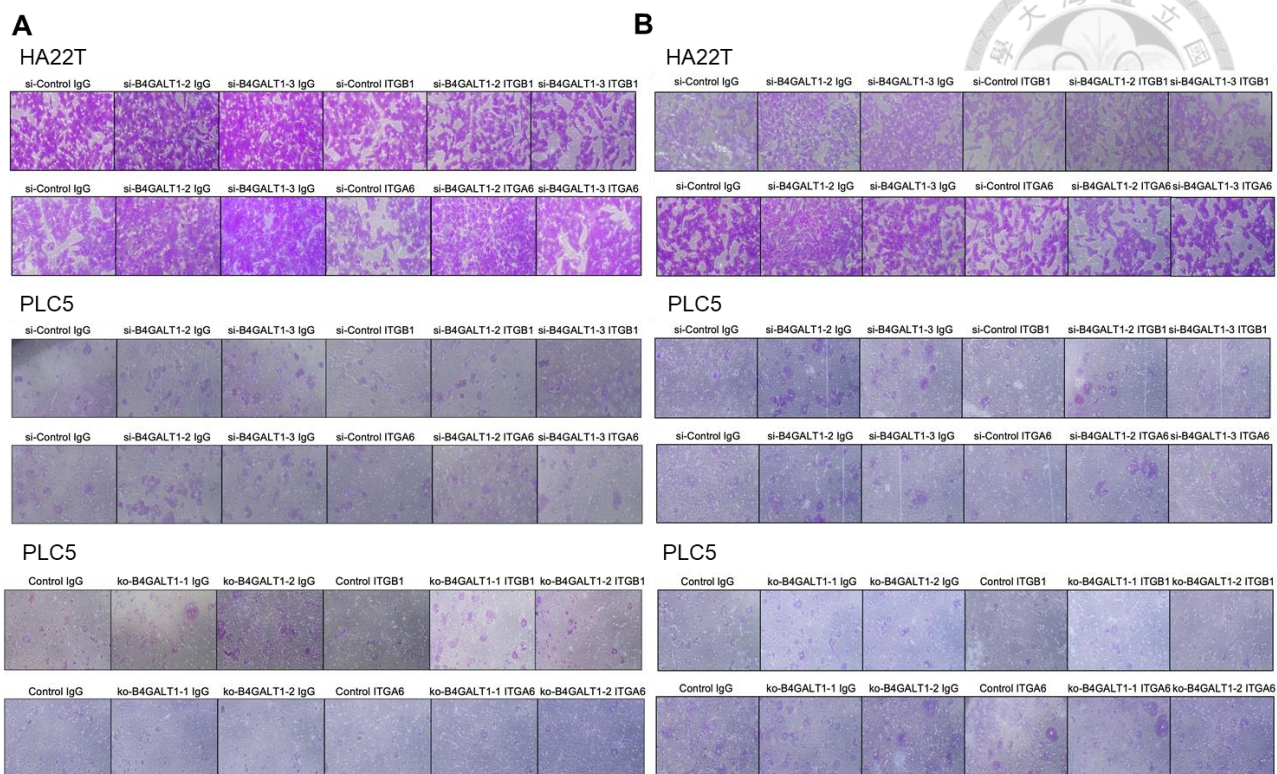 A
HA22T
si-Control IgG si-B4GALT1-2 IgG si-B4GALT1-3 IgG si-Control ITGB1 si-B4GALT1-2 ITGB1 si-B4GALT1-3 ITGB1
si-Control IgG si-B4GALT1-2 IgG si-B4GALT1-3 IgG si-Control ITGA6 si-B4GALT1-2 ITGA6 si-B4GALT1-3 ITGA6
PLC5
si-Control IgG si-B4GALT1-2 IgG si-B4GALT1-3 IgG si-Control ITGB1 si-B4GALT1-2 ITGB1 si-B4GALT1-3 ITGB1
si-Control IgG si-B4GALT1-2 IgG si-B4GALT1-3 IgG si-Control ITGA6 si-B4GALT1-2 ITGA6 si-B4GALT1-3 ITGA6
PLC5
Control IgG ko-B4GALT1-1 IgG ko-B4GALT1-2 IgG Control ITGB1 ko-B4GALT1-1 ITGB1 ko-B4GALT1-2 ITGB1
Control IgG ko-B4GALT1-1 IgG ko-B4GALT1-2 IgG Control ITGA6 ko-B4GALT1-1 ITGA6 ko-B4GALT1-2 ITGA6
B
HA22T
si-Control IgG si-B4GALT1-2 IgG si-B4GALT1-3 IgG si-Control ITGB1 si-B4GALT1-2 ITGB1 si-B4GALT1-3 ITGB1
si-Control IgG si-B4GALT1-2 IgG si-B4GALT1-3 IgG si-Control ITGA6 si-B4GALT1-2 ITGA6 si-B4GALT1-3 ITGA6
PLC5
si-Control IgG si-B4GALT1-2 IgG si-B4GALT1-3 IgG si-Control ITGB1 si-B4GALT1-2 ITGB1 si-B4GALT1-3 ITGB1
si-Control IgG si-B4GALT1-2 IgG si-B4GALT1-3 IgG si-Control ITGA6 si-B4GALT1-2 ITGA6 si-B4GALT1-3 ITGA6
PLC5
Control IgG ko-B4GALT1-1 IgG ko-B4GALT1-2 IgG Control ITGB1 ko-B4GALT1-1 ITGB1 ko-B4GALT1-2 ITGB1
Control IgG ko-B4GALT1-1 IgG ko-B4GALT1-2 IgG Control ITGA6 ko-B4GALT1-1 ITGA6 ko-B4GALT1-2 ITGA6
學大灣臺立國